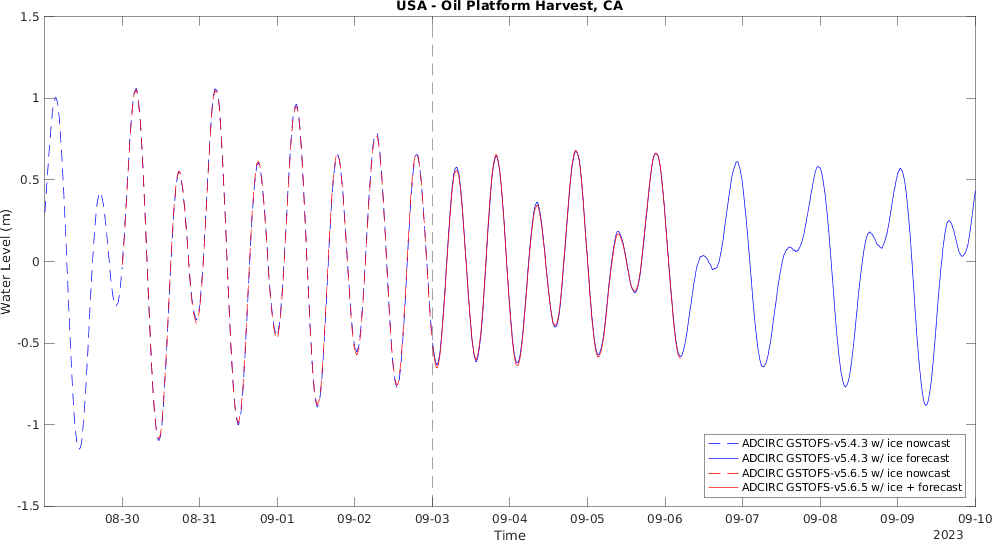 USA - Oil Platform Harvest, CA
1.5
1
0.5
0
-0.5
-1
-1.5
Water Level (m)
ADCIRC GSTOFS-v5.4.3 w/ ice nowcast
ADCIRC GSTOFS-v5.4.3 w/ ice forecast
ADCIRC GSTOFS-v5.6.5 w/ ice nowcast
ADCIRC GSTOFS-v5.6.5 w/ ice + forecast
08-30 08-31 09-01 09-02 09-03 09-04 09-05 09-06 09-07 09-08 09-09 09-10
Time
2023